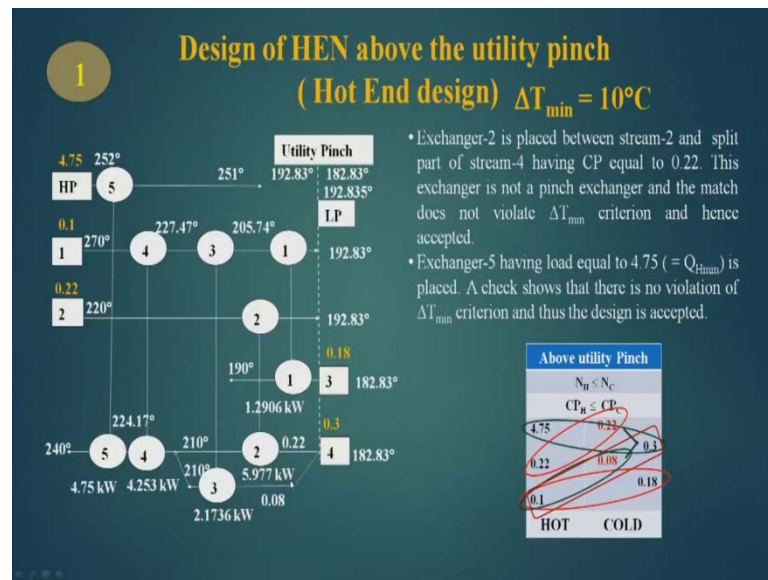 1
Design of HEN above the utility pinch
( Hot End design) ΔTmin = 10°C
Utility Pinch
4.75 252°
HP 5 251° 192.83° 182.83°
192.835°
LP
0.1
1 270° 4 227.47° 3 205.74° 1 192.83°
0.22
2 220° 2 192.83°
0.18
190° 1 3 182.83°
1.2906 kW
0.3
224.17°
240° 5 4 210° 2 0.22 4 182.83°
4.75 kW 4.253 kW 210° 3 5.977 kW 0.08
2.1736 kW
• Exchanger-2 is placed between stream-2 and split
part of stream-4 having CP equal to 0.22. This
exchanger is not a pinch exchanger and the match
does not violate ΔTmin criterion and hence
accepted.
• Exchanger-5 having load equal to 4.75 ( = QHmin) is
placed. Λ check shows that there is no violation of
ΔTmin criterion and thus the design is accepted.
Above utility Pinch
NH ≤ NC
CPH ≤ CPC
4.75 0.22
0.3
0.22 0.08
0.18
0.1
HOT COLD